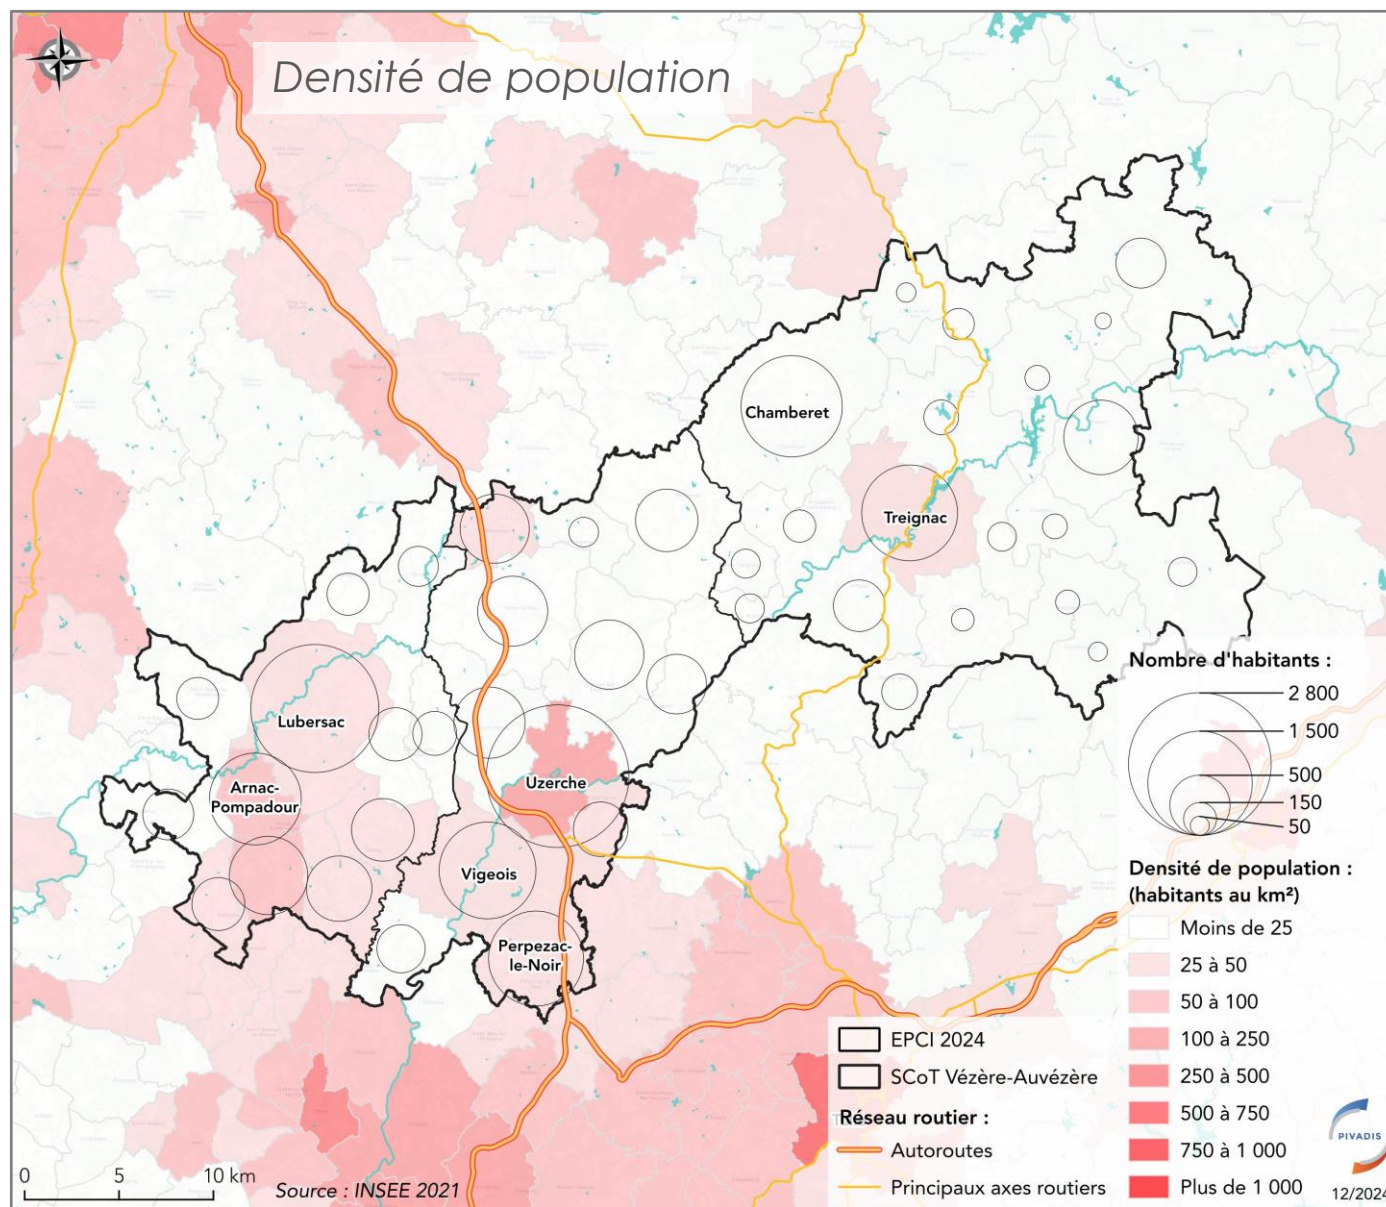 Densité de population
Chamberet
Treignac
Lubersac
Arnac-
Pompadour
Uzerche
Vigeois
Perpezac-
le-Noir
Nombre d'habitants :
2 800
1 500
500
150
50
Densité de population :
(habitants au km²)
Moins de 25
25 à 50
50 à 100
100 à 250
250 à 500
500 à 750
750 à 1 000
Plus de 1 000
EPCI 2024
SCoT Vézère-Auvézère
Réseau routier :
Autoroutes
Principaux axes routiers
0 5 10 km
Source : INSEE 2021
PIVADIS
12/2024